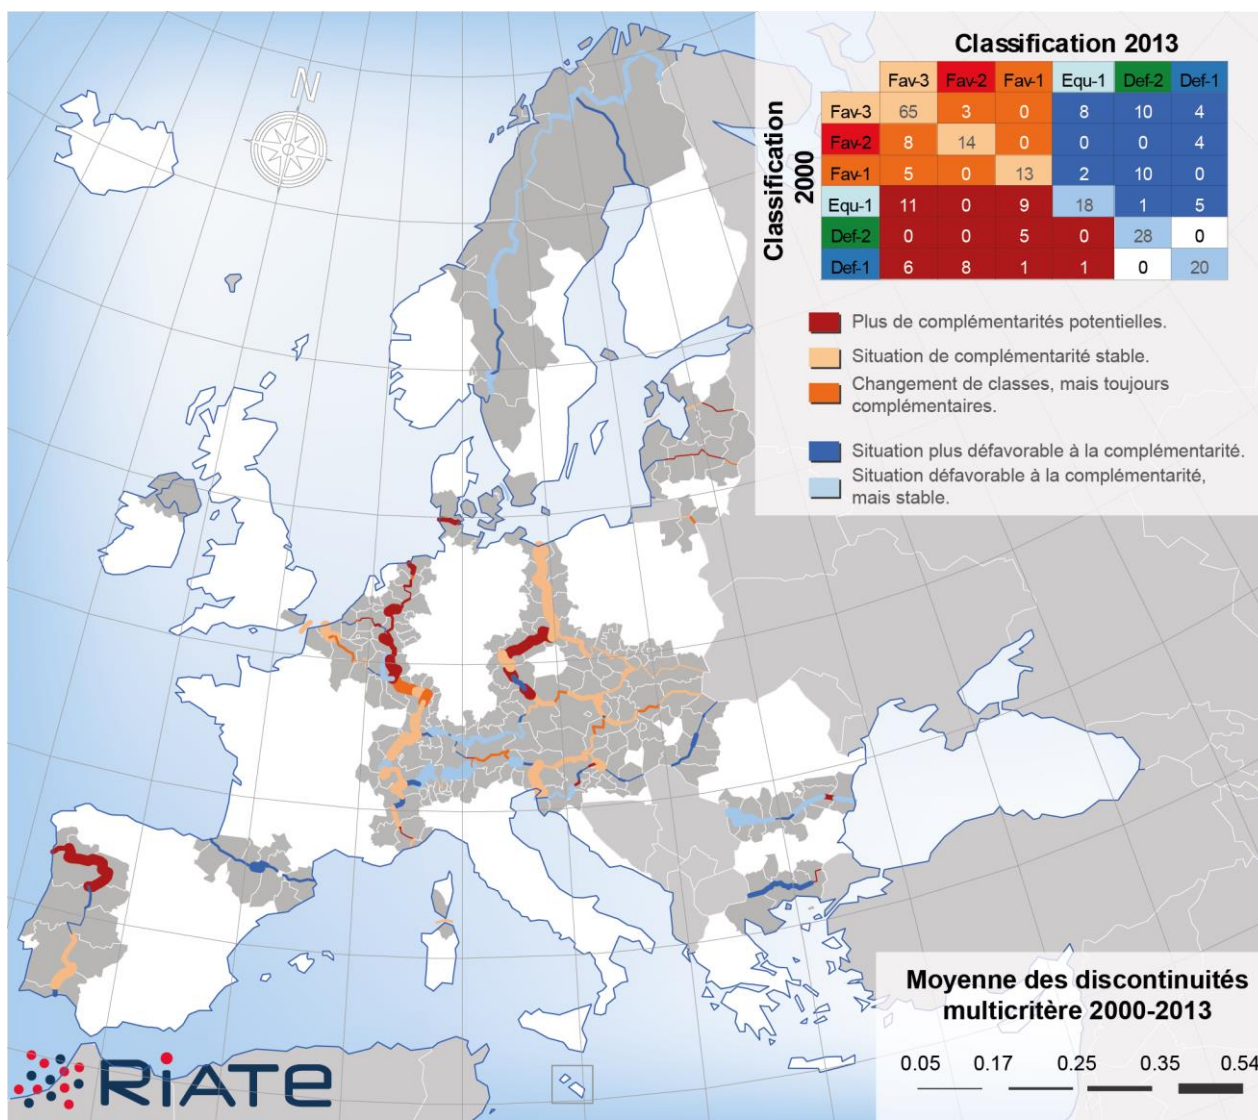 N
Classification 2013
Classification 2000
Fav-3 Fav-2 Fav-1 Equ-1 Def-2 Def-1
Fav-3 65 3 0 8 10 4
Fav-2 8 14 0 0 0 4
Fav-1 5 0 13 2 10 0
Equ-1 11 0 9 18 1 5
Def-2 0 0 5 0 28 0
Def-1 6 8 1 1 0 20
Plus de complémentarités potentielles.
Situation de complémentarité stable.
Changement de classes, mais toujours
complémentaires.
Situation plus défavorable à la complémentarité.
Situation défavorable à la complémentarité,
mais stable.
Moyenne des discontinuités
multicritère 2000-2013
0.05 0.17 0.25 0.35 0.54
RIATE